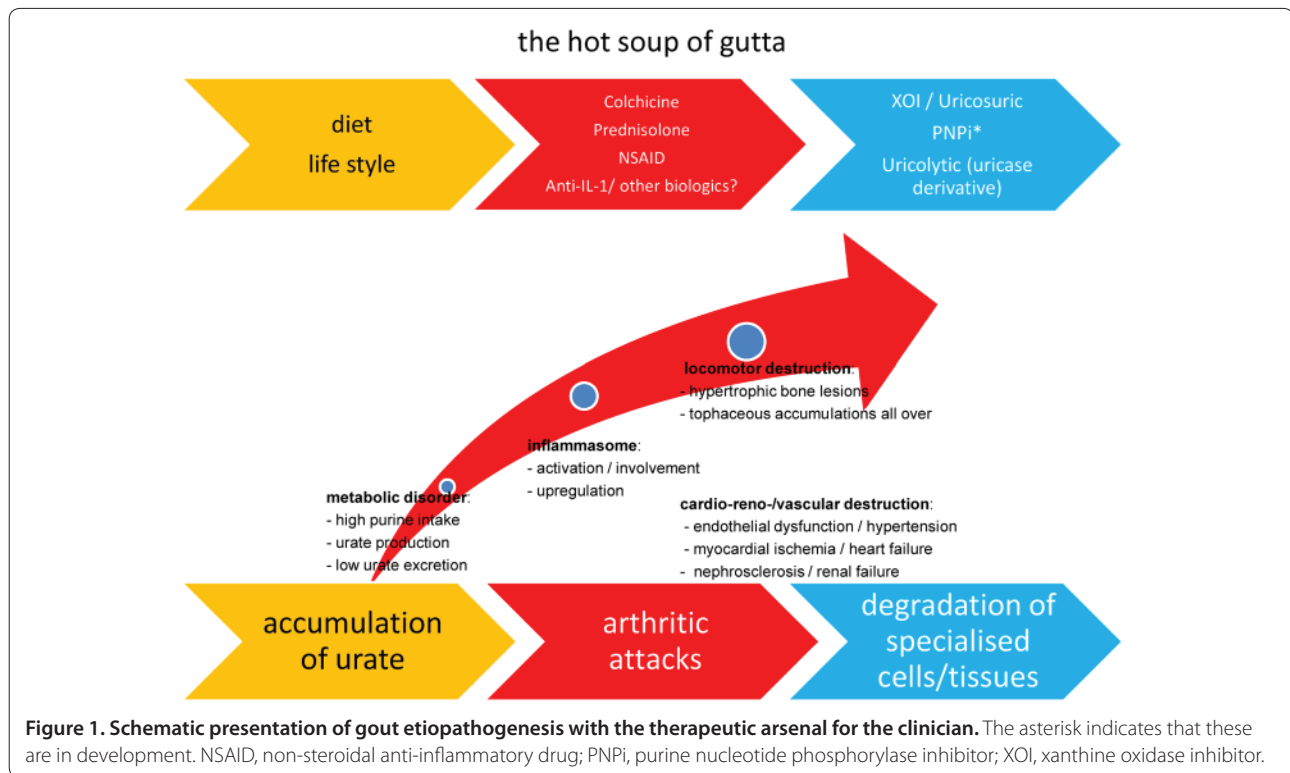 the hot soup of gutta
diet
life style
Colchicine
Prednisolone
NSAID
Anti-IL-1/ other biologics?
XOI / Uricosuric
PNPi*
Uricolytic (uricase
derivative)
locomotor destruction:
- hypertrophic bone lesions
- tophaceous accumulations all over
inflammasome:
- activation / involvement
- upregulation
metabolic disorder:
- high purine intake
- urate production
- low urate excretion
cardio-reno-/vascular destruction:
- endothelial dysfunction / hypertension
- myocardial ischemia / heart failure
- nephrosclerosis / renal failure
accumulation
of urate
arthritic
attacks
degradation of
specialised
cells/tissues
Figure 1. Schematic presentation of gout etiopathogenesis with the therapeutic arsenal for the clinician. The asterisk indicates that these
are in development. NSAID, non-steroidal anti-inflammatory drug; PNPi, purine nucleotide phosphorylase inhibitor; XOI, xanthine oxidase inhibitor.